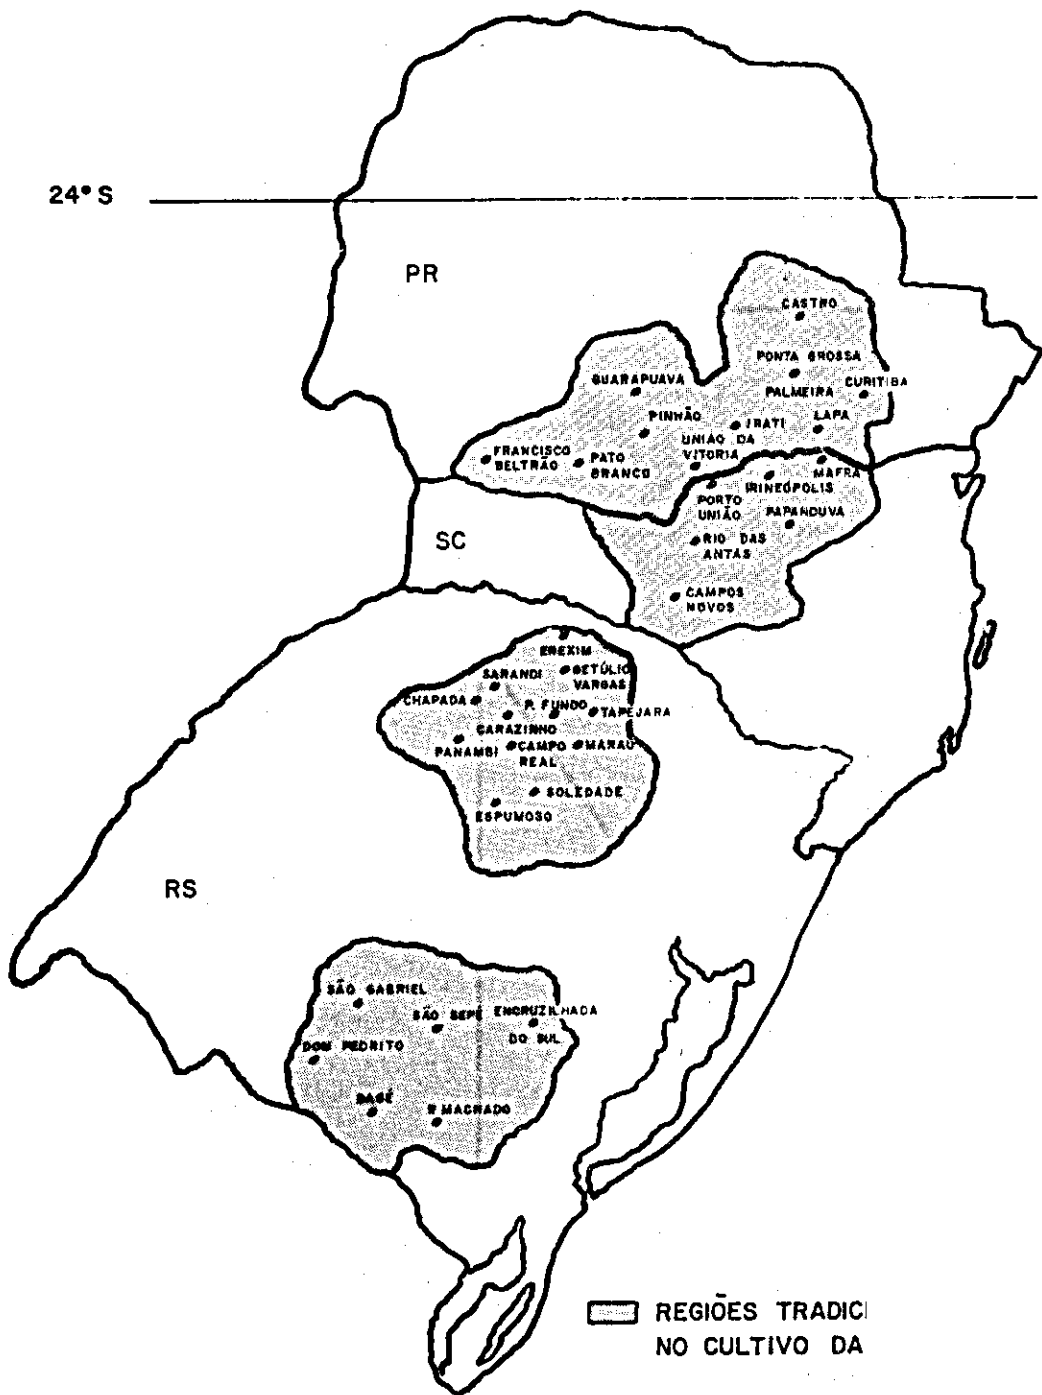 24° S
PR
CASTRO
PONTA GROSSA
GUARAPUAVA
PALMEIRA
CURITIBA
PINHÃO
IRATI
LAPA
UNIÃO DA
VITORIA
FRANCISCO
BELTRÃO
PATO
BRANCO
MAFRA
IRINEÓPOLIS
PORTO
UNIÃO
PAPANDUVA
SC
RIO DAS
ANTAS
CAMPOS
NOVOS
EREXIM
GETÚLIO
VARGAS
SARANDI
CHAPADA
P. FUNDO
TAPEJARA
CARAZINHO
PANAMBI
CAMPO
REAL
MARAU
SOLEDADE
ESPUMOSO
RS
SÃO GABRIEL
SÃO SEPÉ
ENCRUZILHADA
DO SUL
DOM PEDRITO
BAGÉ
P. MACHADO
REGIÕES TRADICI
NO CULTIVO DA